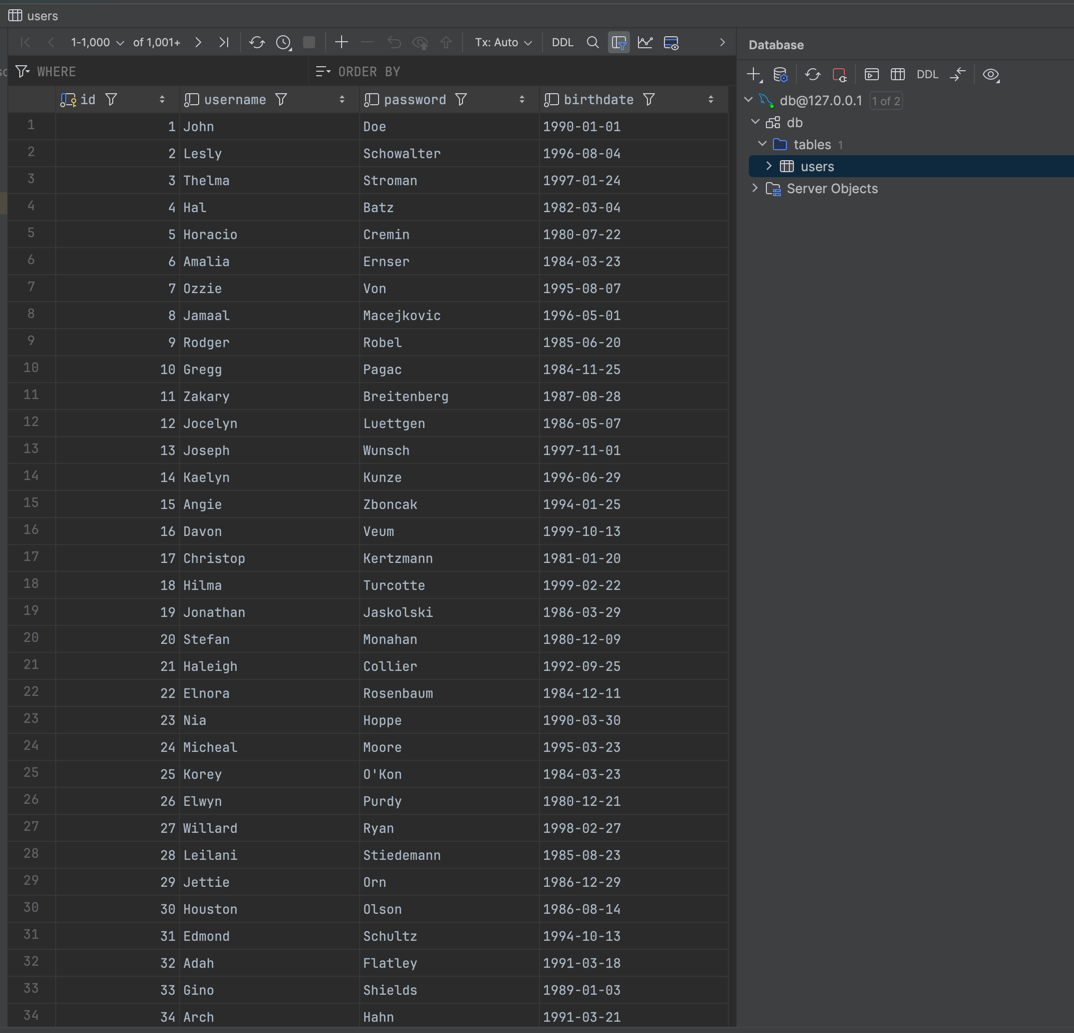 users
1-1,000 of 1,001+ Tx: Auto DDL
WHERE ORDER BY
id username password birthdate
1 1 John Doe 1990-01-01
2 2 Lesly Schowalter 1996-08-04
3 3 Thelma Stroman 1997-01-24
4 4 Hal Batz 1982-03-04
5 5 Horacio Cremin 1980-07-22
6 6 Amalia Ernser 1984-03-23
7 7 Ozzie Von 1995-08-07
8 8 Jamaal Macejkovic 1996-05-01
9 9 Rodger Robel 1985-06-20
10 10 Gregg Pagac 1984-11-25
11 11 Zakary Breitenberg 1987-08-28
12 12 Jocelyn Luettgen 1986-05-07
13 13 Joseph Wunsch 1997-11-01
14 14 Kaelyn Kunze 1996-06-29
15 15 Angie Zboncak 1994-01-25
16 16 Davon Veum 1999-10-13
17 17 Christop Kertzmann 1981-01-20
18 18 Hilma Turcotte 1999-02-22
19 19 Jonathan Jaskolski 1986-03-29
20 20 Stefan Monahan 1980-12-09
21 21 Haleigh Collier 1992-09-25
22 22 Elnora Rosenbaum 1984-12-11
23 23 Nia Hoppe 1990-03-30
24 24 Micheal Moore 1995-03-23
25 25 Korey O'Kon 1984-03-23
26 26 Elwyn Purdy 1980-12-21
27 27 Willard Ryan 1998-02-27
28 28 Leilani Stiedemann 1985-08-23
29 29 Jettie Orn 1986-12-29
30 30 Houston Olson 1986-08-14
31 31 Edmond Schultz 1994-10-13
32 32 Adah Flatley 1991-03-18
33 33 Gino Shields 1989-01-03
34 34 Arch Hahn 1991-03-21
Database
DDL
db@127.0.0.1 1 of 2
db
tables 1
users
Server Objects